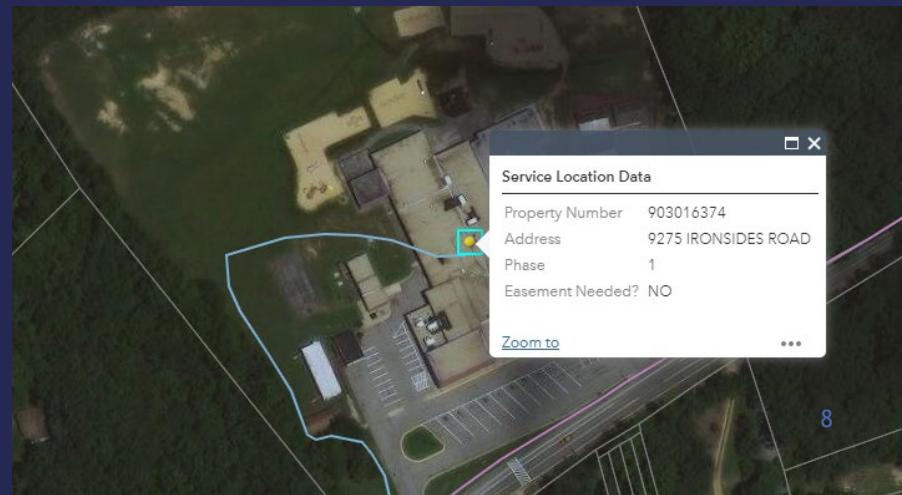 Service Location Data
Property Number 903016374
Address 9275 IRONSIDES ROAD
Phase 1
Easement Needed? NO
Zoom to
8